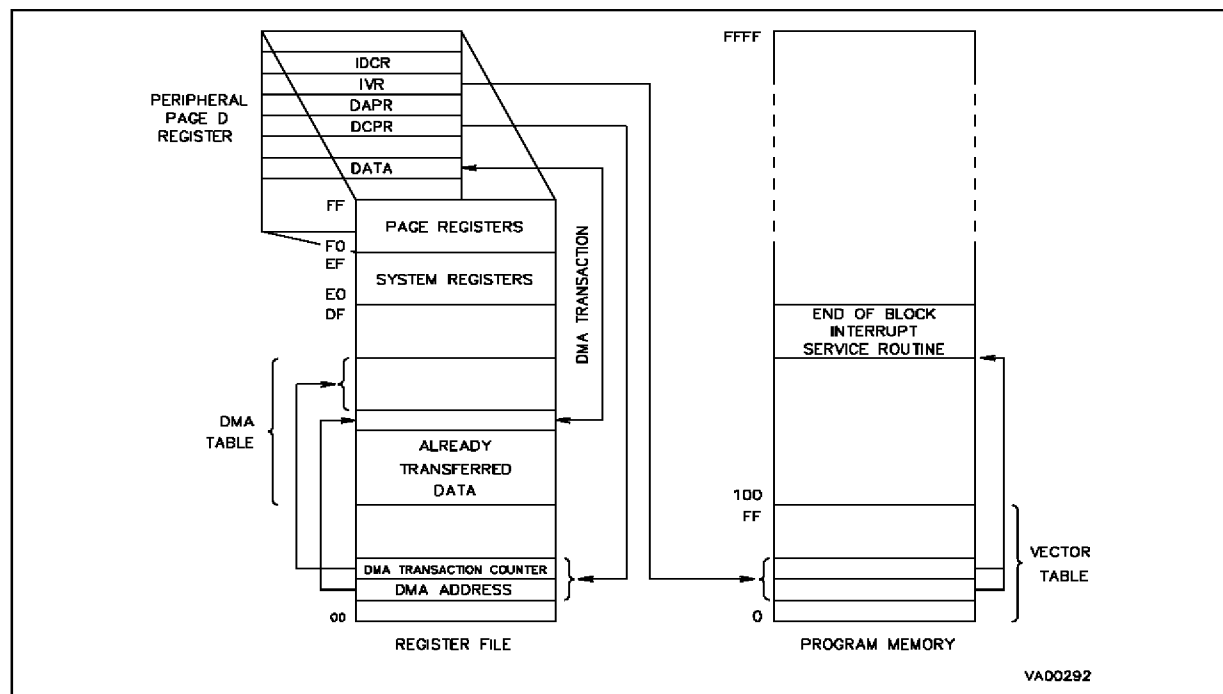 PERIPHERAL
PAGE D
REGISTER
IDCR
IVR
DAPR
DCPR
DATA
FF
PAGE REGISTERS
F0
EF
SYSTEM REGISTERS
E0
DF
DMA TRANSACTION
DMA
TABLE
ALREADY
TRANSFERRED
DATA
DMA TRANSACTION COUNTER
DMA ADDRESS
00
REGISTER FILE
FFFF
END OF BLOCK
INTERRUPT
SERVICE ROUTINE
100
FF
VECTOR
TABLE
0
PROGRAM MEMORY
VA00292